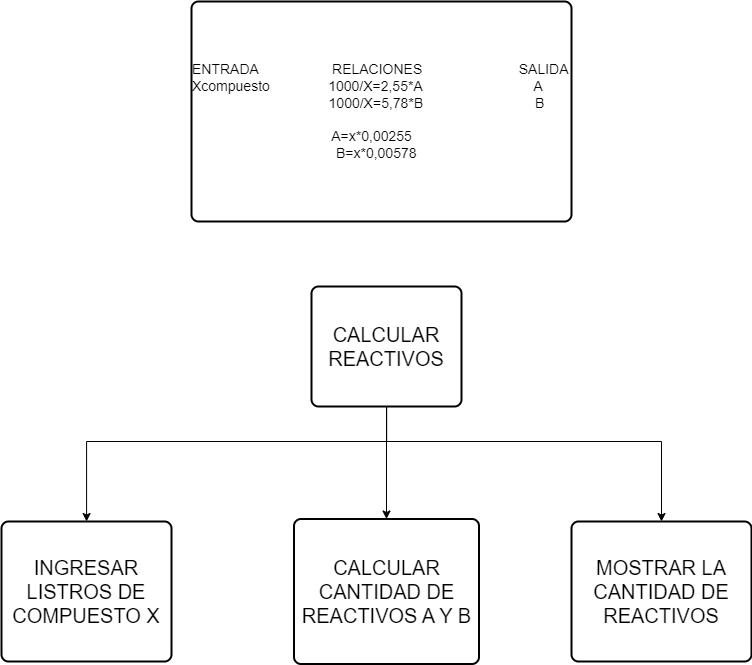 ENTRADA RELACIONES SALIDA
Xcompuesto 1000/X=2,55*A A
1000/X=5,78*B B
A=x*0,00255
B=x*0,00578
CALCULAR
REACTIVOS
INGRESAR
LISTROS DE
COMPUESTO X
CALCULAR
CANTIDAD DE
REACTIVOS A Y B
MOSTRAR LA
CANTIDAD DE
REACTIVOS